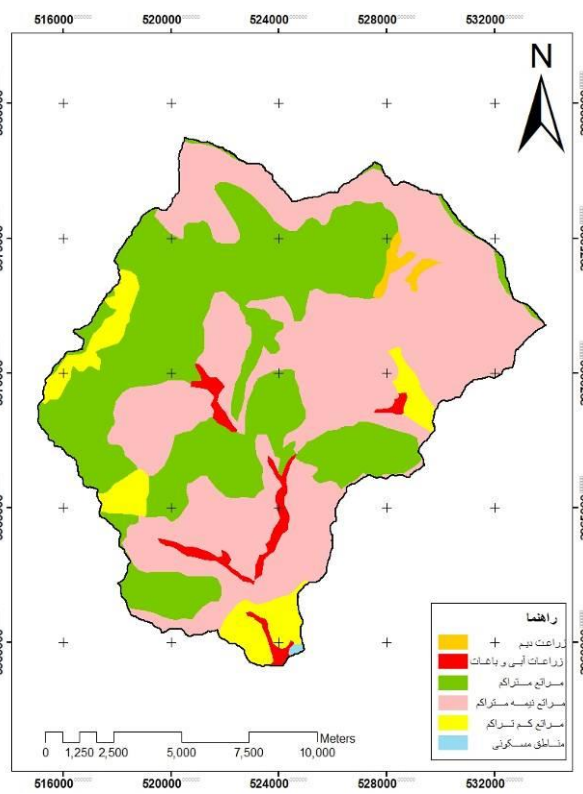 516000 520000 524000 528000 532000
N
راهنما
زراعت دیم
زراعات آبی و باغات
مراتع متراکم
مراتع نیمه متراکم
مراتع کم تراکم
مناطق مسکونی
Meters
0 1,250 2,500 5,000 7,500 10,000
516000 520000 524000 528000 532000